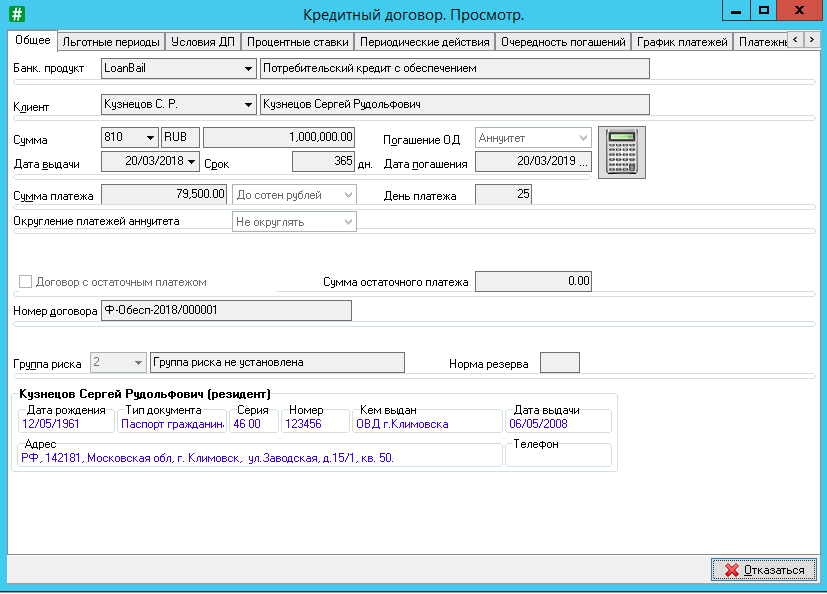 #
Кредитный договор. Просмотр.
Общее Льготные периоды Условия ДП Процентные ставки Периодические действия Очередность погашений График платежей Платежны
Банк. продукт LoanBail Потребительский кредит с обеспечением
Клиент Кузнецов С. Р. Кузнецов Сергей Рудольфович
Сумма 810 RUB 1,000,000.00 Погашение ОД Аннуитет
Дата выдачи 20/03/2018 Срок 365 дн. Дата погашения 20/03/2019 ...
Сумма платежа 79,500.00 До сотен рублей День платежа 25
Округление платежей аннуитета Не округлять
Договор с остаточным платежом Сумма остаточного платежа 0.00
Номер договора Ф-Обесп-2018/000001
Группа риска 2 Группа риска не установлена Норма резерва
Кузнецов Сергей Рудольфович (резидент)
Дата рождения Тип документа Серия Номер Кем выдан Дата выдачи
12/05/1961 Паспорт гражданин 46 00 123456 ОВД г.Климовска 06/05/2008
Адрес Телефон
РФ, 142181, Московская обл, г. Климовск, ул.Заводская, д.15/1, кв. 50.
Отказаться